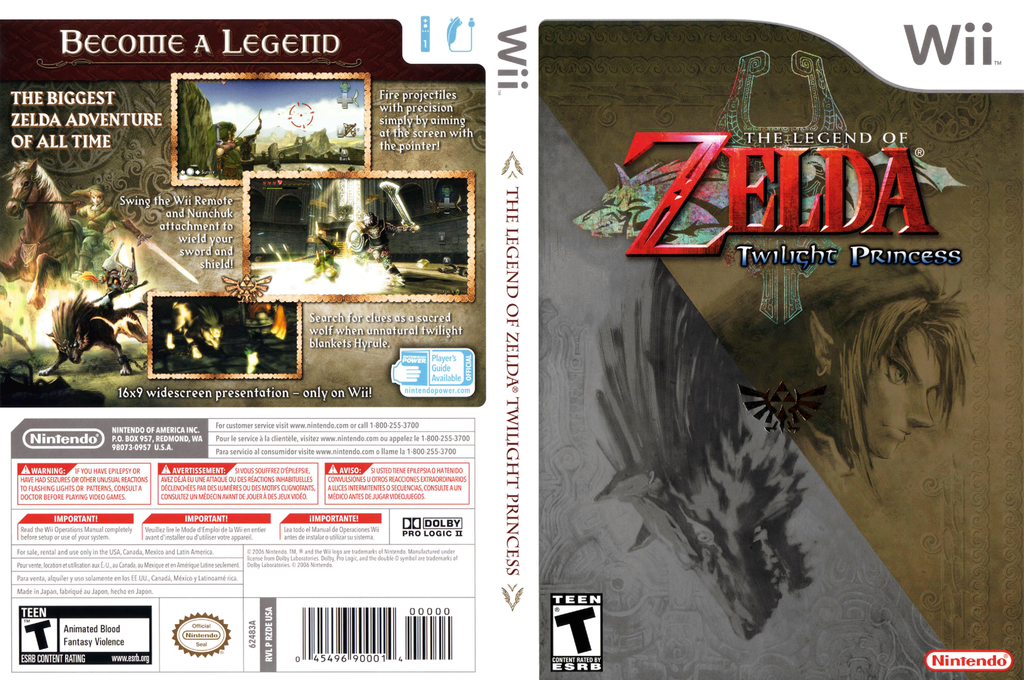 BECOME A LEGEND
1
THE BIGGEST
ZELDA ADVENTURE
OF ALL TIME
Fire projectiles
with precision
simply by aiming
at the screen with
the pointer!
Swing the Wii Remote
and Nunchuk
attachment to
wield your
sword and
shield!
Search for clues as a sacred
wolf when unnatural twilight
blankets Hyrule.
POWER
Player's
Guide
Available
OFFICIAL
nintendopower.com
16x9 widescreen presentation – only on Wii!
Nintendo®
NINTENDO OF AMERICA INC.
P.O. BOX 957, REDMOND, WA
98073-0957 U.S.A.
For customer service visit www.nintendo.com or call 1-800-255-3700
Pour le service à la clientèle, visitez www.nintendo.com ou appelez le 1-800-255-3700
Para servicio al consumidor visite www.nintendo.com o llame la 1-800-255-3700
WARNING: IF YOU HAVE EPILEPSY OR
HAVE HAD SEIZURES OR OTHER UNUSUAL REACTIONS
TO FLASHING LIGHTS OR PATTERNS, CONSULT A
DOCTOR BEFORE PLAYING VIDEO GAMES.
AVERTISSEMENT: SI VOUS SOUFFREZ D'ÉPILEPSIE,
AVEZ DÉJÀ EU UNE ATTAQUE OU DES RÉACTIONS INHABITUELLES
DÉCLENCHÉES PAR DES LUMIÈRES OU DES MOTIFS CLIGNOTANTS,
CONSULTEZ UN MÉDECIN AVANT DE JOUER À DES JEUX VIDÉO.
AVISO: SI USTED TIENE EPILEPSIA O HA TENIDO
CONVULSIONES U OTROS REACCIONES EXTRAORDINARIOS
A LUCES INTERMITENTES O SECUENCIAS, CONSULTE A UN
MÉDICO ANTES DE JUGAR VIDEOJUEGOS.
IMPORTANT!
Read the Wii Operations Manual completely
before setup or use of your system.
IMPORTANT!
Veuillez lire le Mode d'Emploi de la Wii en entier
avant d'installer ou d'utiliser votre appareil.
¡IMPORTANTE!
Lea todo el Manual de Operaciones Wii
antes de instalar o utilizar su sistema.
DOLBY
PRO LOGIC II
For sale, rental and use only in the USA, Canada, Mexico and Latin America.
Pour vente, location et utilisation aux É.U., au Canada, au Mexique et en Amérique Latine seulement.
Para venta, alquiler y uso solamente en los EE UU., Canadá, México y Latinoamérica.
Made in Japan, fabriqué au Japon, hecho en Japon.
© 2006 Nintendo. TM, ® and the Wii logo are trademarks of Nintendo. Manufactured under
license from Dolby Laboratories. Dolby, Pro Logic, and the double D symbol are trademarks of
Dolby Laboratories. © 2006 Nintendo.
TEEN
T
®
Animated Blood
Fantasy Violence
ESRB CONTENT RATING www.esrb.org
Official
Nintendo
Seal
62483A
RVL P RZDE USA
00000
0 45496 90001 4
Wii™
THE LEGEND OF ZELDA® TWILIGHT PRINCESS
Wii™
THE LEGEND OF
ZELDA®
Twilight Princess
TEEN
T
®
CONTENT RATED BY
ESRB
Nintendo®